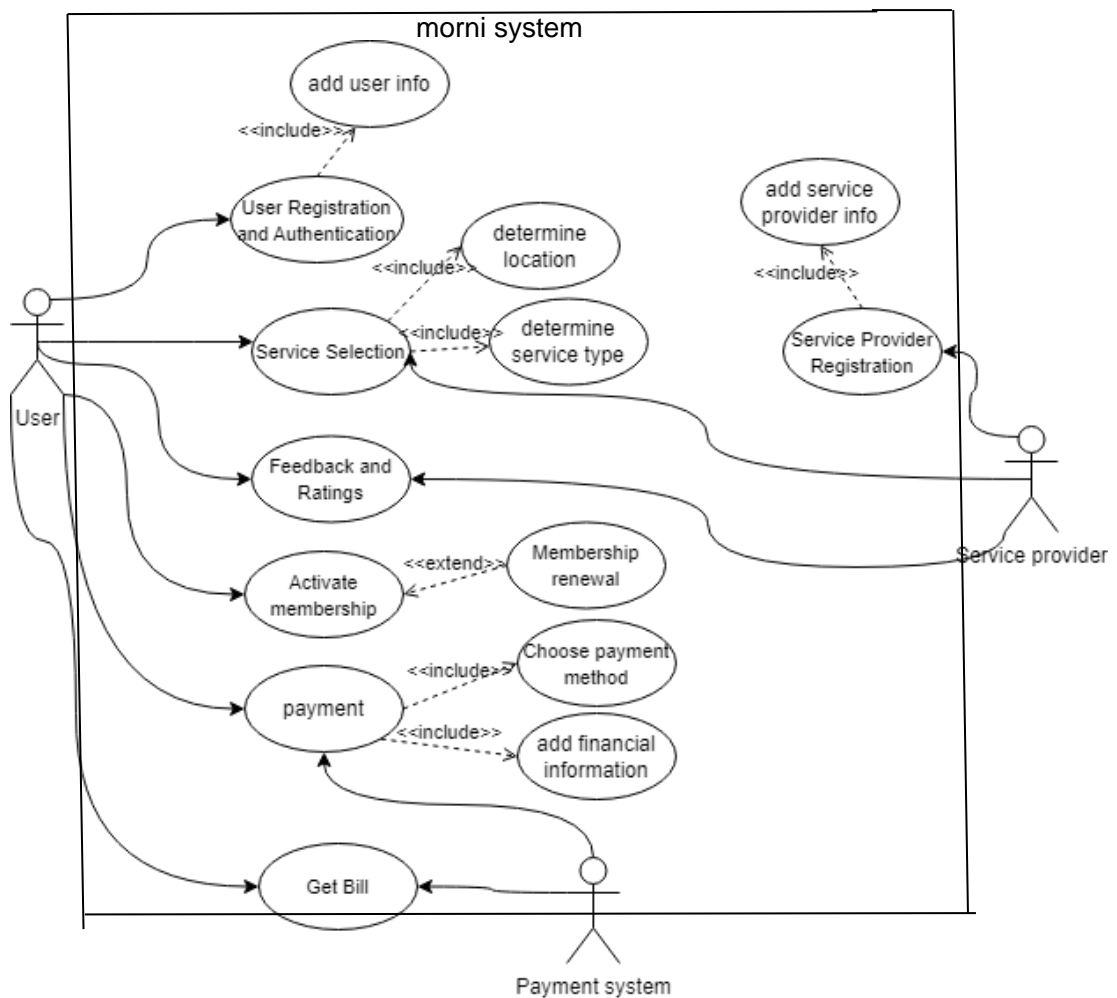 morni system
add user info
<<include>>
User Registration
and Authentication
add service
provider info
<<include>>
determine
location
<<include>>
<<include>>
determine
service type
Service Selection
Service Provider
Registration
User
Feedback and
Ratings
Service provider
<<extend>>
Membership
renewal
Activate
membership
Choose payment
method
<<include>>
payment
<<include>>
add financial
information
Get Bill
Payment system